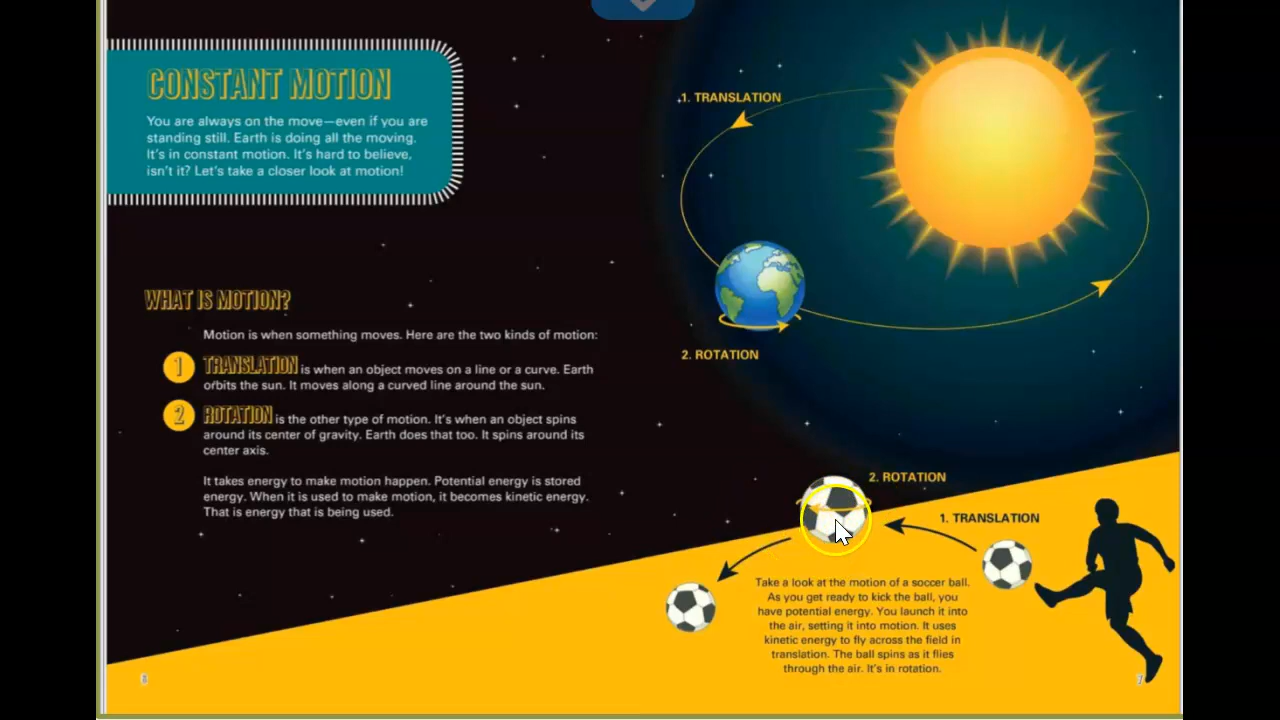 CONSTANT MOTION
You are always on the move—even if you are
standing still. Earth is doing all the moving.
It's in constant motion. It's hard to believe,
isn't it? Let's take a closer look at motion!
WHAT IS MOTION?
Motion is when something moves. Here are the two kinds of motion:
1 TRANSLATION is when an object moves on a line or a curve. Earth
orbits the sun. It moves along a curved line around the sun.
2 ROTATION is the other type of motion. It's when an object spins
around its center of gravity. Earth does that too. It spins around its
center axis.
It takes energy to make motion happen. Potential energy is stored
energy. When it is used to make motion, it becomes kinetic energy.
That is energy that is being used.
1. TRANSLATION
2. ROTATION
2. ROTATION
1. TRANSLATION
Take a look at the motion of a soccer ball.
As you get ready to kick the ball, you
have potential energy. You launch it into
the air, setting it into motion. It uses
kinetic energy to fly across the field in
translation. The ball spins as it flies
through the air. It's in rotation.